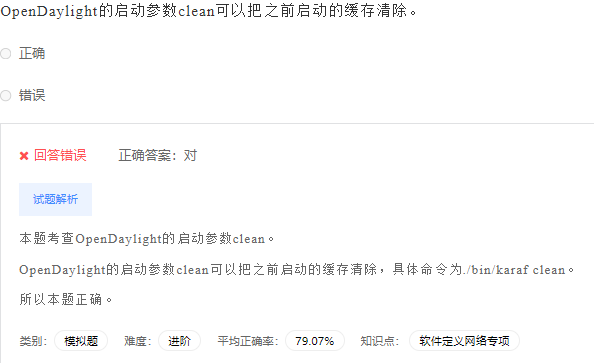 OpenDaylight的启动参数clean可以把之前启动的缓存清除。
正确
错误
回答错误 正确答案：对
试题解析
本题考查OpenDaylight的启动参数clean。
OpenDaylight的启动参数clean可以把之前启动的缓存清除，具体命令为./bin/karaf clean。
所以本题正确。
类别： 模拟题 难度： 进阶 平均正确率： 79.07% 知识点： 软件定义网络专项